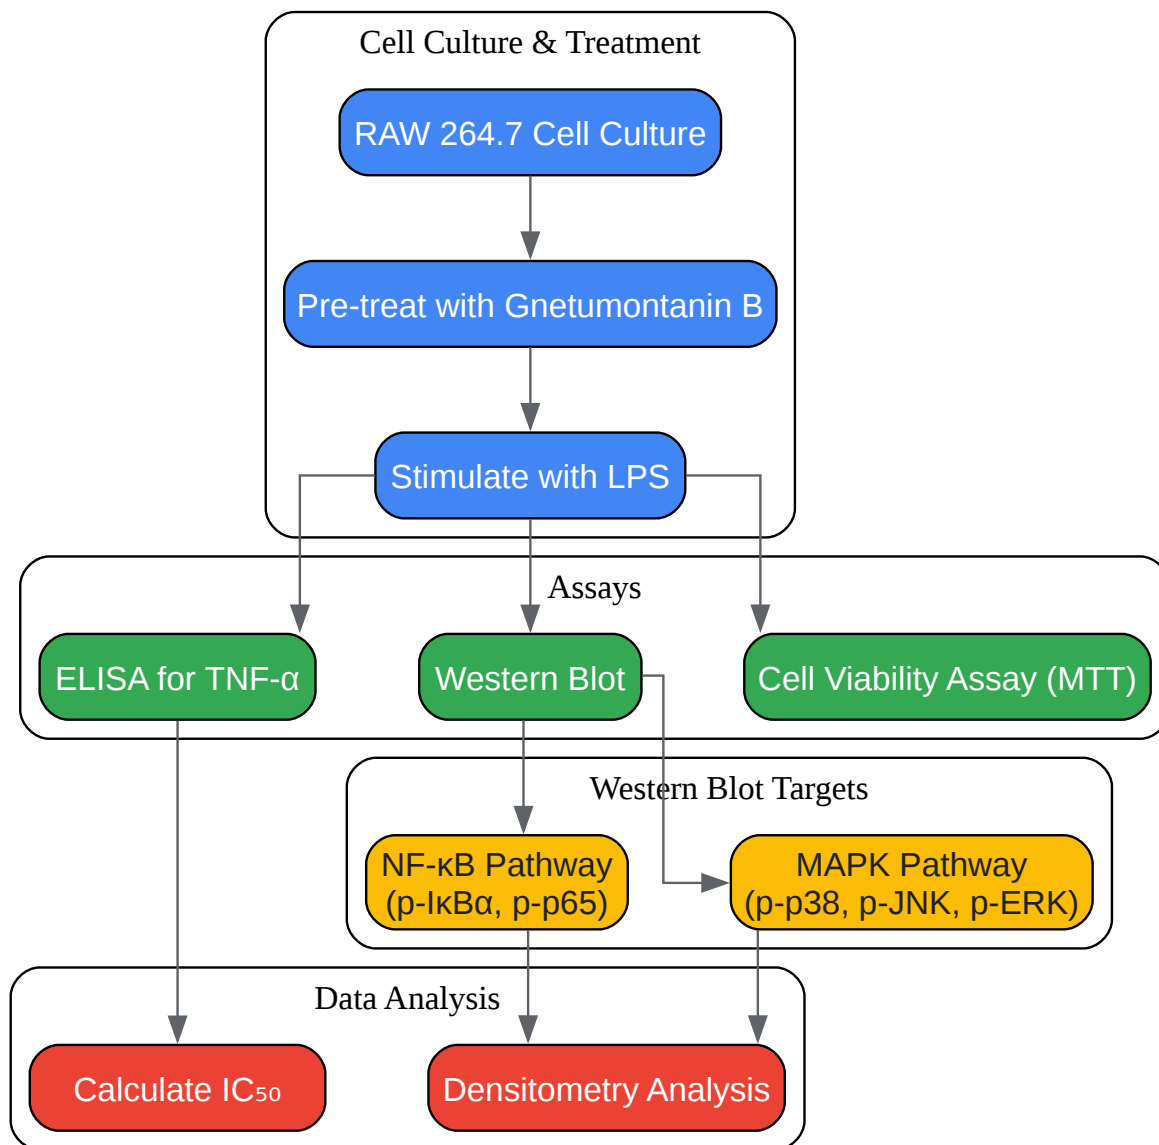 Cell Culture & Treatment
RAW 264.7 Cell Culture
Pre-treat with Gnetumontanin B
Stimulate with LPS
Assays
ELISA for TNF-α
Western Blot
Cell Viability Assay (MTT)
Western Blot Targets
NF-κB Pathway
(p-IκBα, p-p65)
MAPK Pathway
(p-p38, p-JNK, p-ERK)
Data Analysis
Calculate IC₅₀
Densitometry Analysis